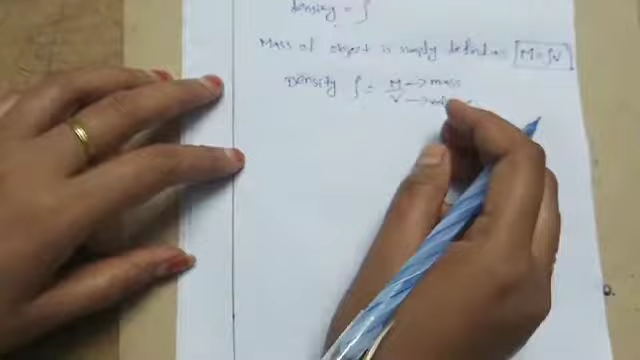 Density = ρ
Mass of object is simply defined as M = ρV
Density ρ = M/V → mass